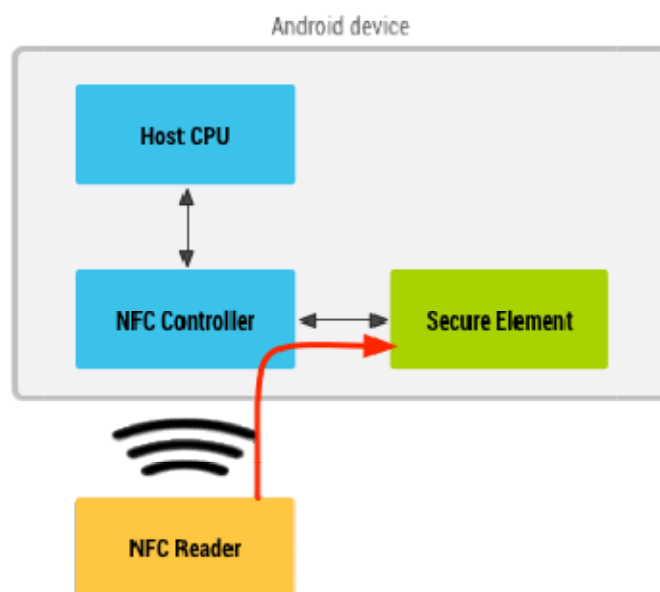 Android device
Host CPU
NFC Controller
Secure Element
NFC Reader